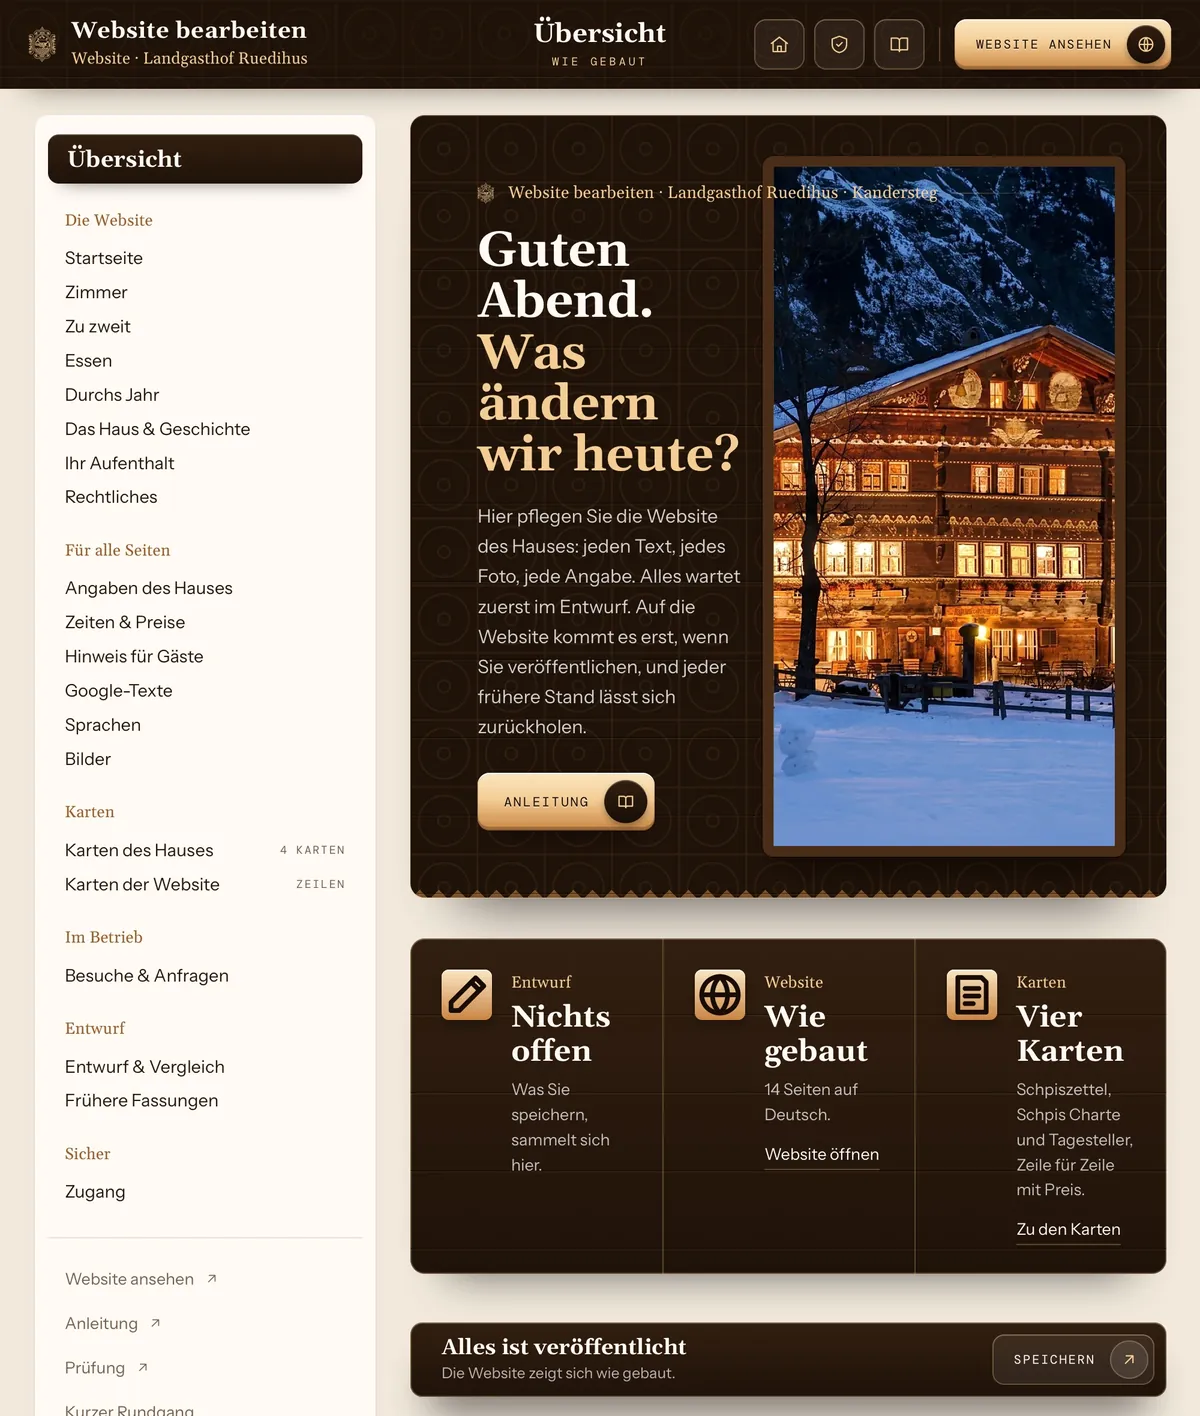 Website bearbeiten
Website · Landgasthof Ruedihus
Übersicht
WIE GEBAUT
WEBSITE ANSEHEN
Übersicht
Die Website
Startseite
Zimmer
Zu zweit
Essen
Durchs Jahr
Das Haus & Geschichte
Ihr Aufenthalt
Rechtliches
Für alle Seiten
Angaben des Hauses
Zeiten & Preise
Hinweis für Gäste
Google-Texte
Sprachen
Bilder
Karten
Karten des Hauses
4 KARTEN
Karten der Website
ZEILEN
Im Betrieb
Besuche & Anfragen
Entwurf
Entwurf & Vergleich
Frühere Fassungen
Sicher
Zugang
Website ansehen
Anleitung
Prüfung
Kurzer Rundgang
Website bearbeiten · Landgasthof Ruedihus · Kandersteg
Guten
Abend.
Was
ändern
wir heute?
Hier pflegen Sie die Website
des Hauses: jeden Text, jedes
Foto, jede Angabe. Alles wartet
zuerst im Entwurf. Auf die
Website kommt es erst, wenn
Sie veröffentlichen, und jeder
frühere Stand lässt sich
zurückholen.
ANLEITUNG
Entwurf
Nichts
offen
Was Sie
speichern,
sammelt sich
hier.
Website
Wie
gebaut
14 Seiten auf
Deutsch.
Website öffnen
Karten
Vier
Karten
Schpiszettel,
Schpis Charte
und Tagesteller,
Zeile für Zeile
mit Preis.
Zu den Karten
Alles ist veröffentlicht
Die Website zeigt sich wie gebaut.
SPEICHERN